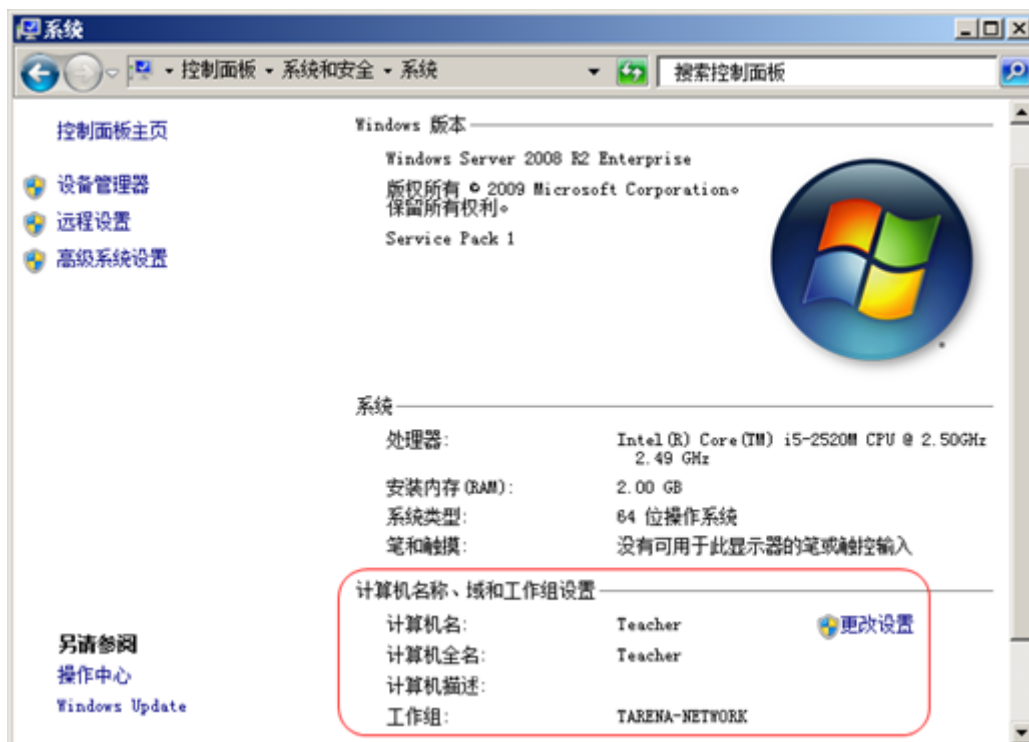 系统
控制面板 系统和安全 系统
搜索控制面板
控制面板主页
设备管理器
远程设置
高级系统设置
另请参阅
操作中心
Windows Update
Windows 版本
Windows Server 2008 R2 Enterprise
版权所有 © 2009 Microsoft Corporation。
保留所有权利。
Service Pack 1
系统
处理器: Intel(R) Core(TM) i5-2520M CPU @ 2.50GHz
2.49 GHz
安装内存(RAM): 2.00 GB
系统类型: 64 位操作系统
笔和触摸: 没有可用于此显示器的笔或触控输入
计算机名称、域和工作组设置
计算机名: Teacher 更改设置
计算机全名: Teacher
计算机描述:
工作组: TARENA-NETWORK